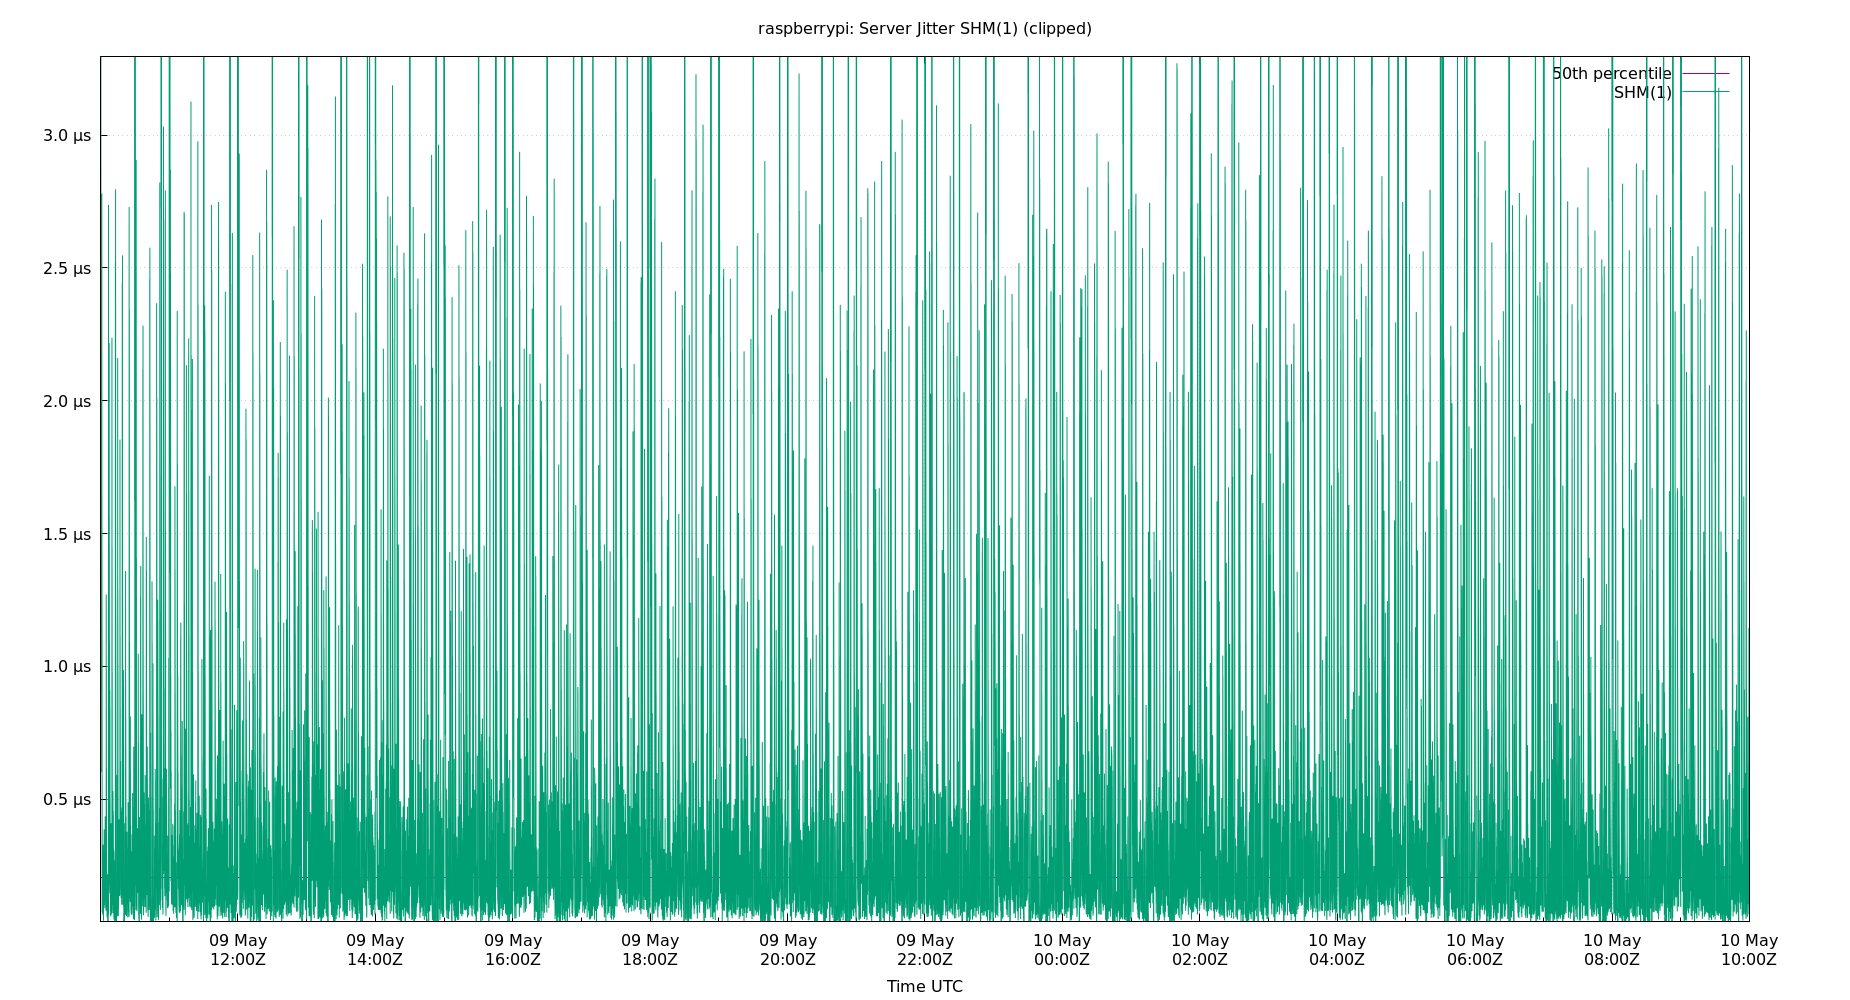 raspberrypi: Server Jitter SHM(1) (clipped)
50th percentile
SHM(1)
3.0 µs
2.5 µs
2.0 µs
1.5 µs
1.0 µs
0.5 µs
09 May 09 May 09 May 09 May 09 May 09 May 10 May 10 May 10 May 10 May 10 May 10 May
12:00Z 14:00Z 16:00Z 18:00Z 20:00Z 22:00Z 00:00Z 02:00Z 04:00Z 06:00Z 08:00Z 10:00Z
Time UTC